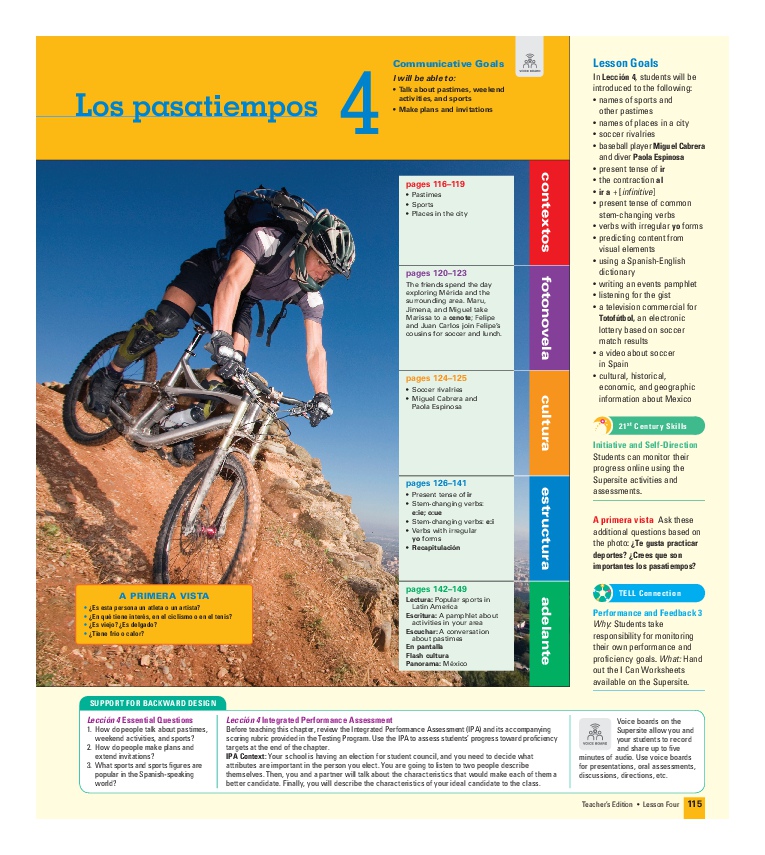 Los pasatiempos
4
Communicative Goals
I will be able to:
• Talk about pastimes, weekend
activities, and sports
• Make plans and invitations
VOICE BOARD
contextos
pages 116–119
• Pastimes
• Sports
• Places in the city
fotonovela
pages 120–123
The friends spend the day
exploring Mérida and the
surrounding area. Maru,
Jimena, and Miguel take
Marissa to a cenote; Felipe
and Juan Carlos join Felipe's
cousins for soccer and lunch.
cultura
pages 124–125
• Soccer rivalries
• Miguel Cabrera and
Paola Espinosa
estructura
pages 126–141
• Present tense of ir
• Stem-changing verbs:
e:ie; o:ue
• Stem-changing verbs: e:i
• Verbs with irregular
yo forms
• Recapitulación
adelante
pages 142–149
Lectura: Popular sports in
Latin America
Escritura: A pamphlet about
activities in your area
Escuchar: A conversation
about pastimes
En pantalla
Flash cultura
Panorama: México
A PRIMERA VISTA
• ¿Es esta persona un atleta o un artista?
• ¿En qué tiene interés, en el ciclismo o en el tenis?
• ¿Es viejo? ¿Es delgado?
• ¿Tiene frío o calor?
Lesson Goals
In Lección 4, students will be
introduced to the following:
• names of sports and
other pastimes
• names of places in a city
• soccer rivalries
• baseball player Miguel Cabrera
and diver Paola Espinosa
• present tense of ir
• the contraction al
• ir a + [infinitive]
• present tense of common
stem-changing verbs
• verbs with irregular yo forms
• predicting content from
visual elements
• using a Spanish-English
dictionary
• writing an events pamphlet
• listening for the gist
• a television commercial for
Totofútbol, an electronic
lottery based on soccer
match results
• a video about soccer
in Spain
• cultural, historical,
economic, and geographic
information about Mexico
21st Century Skills
Initiative and Self-Direction
Students can monitor their
progress online using the
Supersite activities and
assessments.
A primera vista Ask these
additional questions based on
the photo: ¿Te gusta practicar
deportes? ¿Crees que son
importantes los pasatiempos?
TELL Connection
Performance and Feedback 3
Why: Students take
responsibility for monitoring
their own performance and
proficiency goals. What: Hand
out the I Can Worksheets
available on the Supersite.
SUPPORT FOR BACKWARD DESIGN
Lección 4 Essential Questions
1. How do people talk about pastimes,
weekend activities, and sports?
2. How do people make plans and
extend invitations?
3. What sports and sports figures are
popular in the Spanish-speaking
world?
Lección 4 Integrated Performance Assessment
Before teaching this chapter, review the Integrated Performance Assessment (IPA) and its accompanying
scoring rubric provided in the Testing Program. Use the IPA to assess students' progress toward proficiency
targets at the end of the chapter.
IPA Context: Your school is having an election for student council, and you need to decide what
attributes are important in the person you elect. You are going to listen to two people describe
themselves. Then, you and a partner will talk about the characteristics that would make each of them a
better candidate. Finally, you will describe the characteristics of your ideal candidate to the class.
VOICE BOARD
Voice boards on the
Supersite allow you and
your students to record
and share up to five
minutes of audio. Use voice boards
for presentations, oral assessments,
discussions, directions, etc.
Teacher's Edition • Lesson Four 115